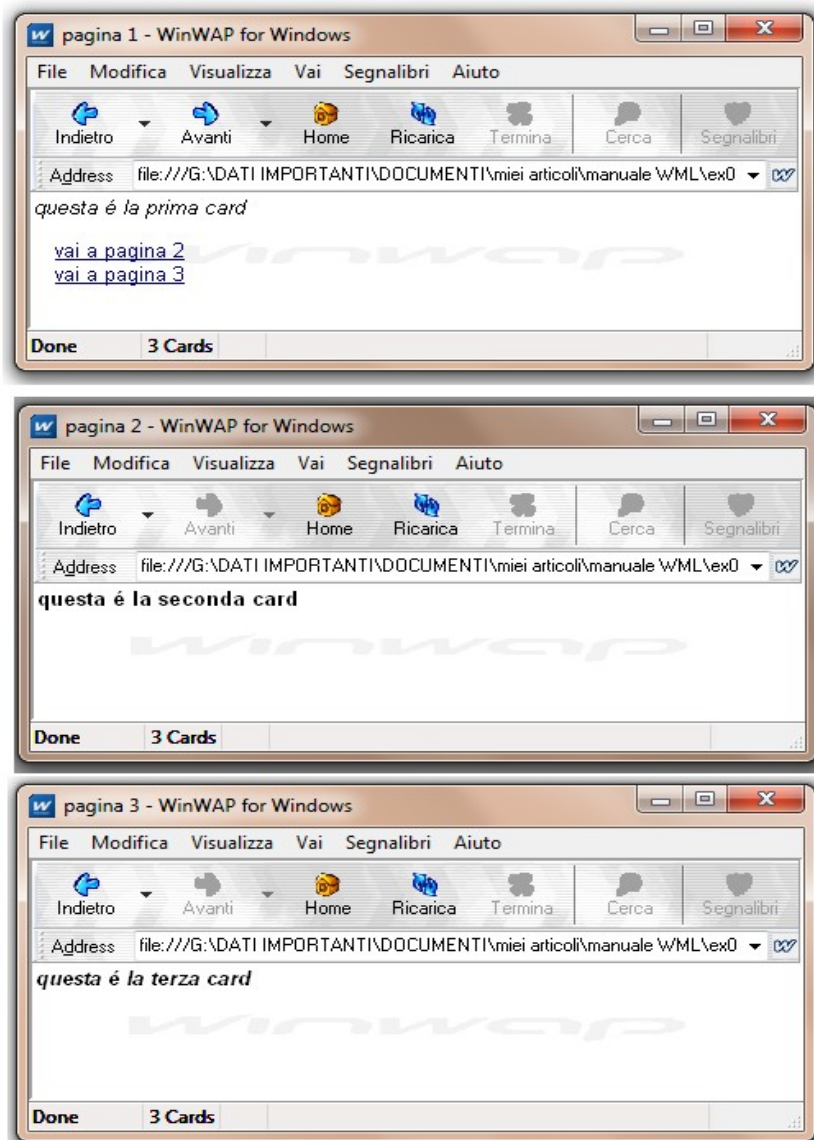 pagina 1 - WinWAP for Windows
File Modifica Visualizza Vai Segnalibri Aiuto
Indietro Avanti Home Ricarica Termina Cerca Segnalibri
Address file:///G:\DATI IMPORTANTI\DOCUMENTI\miei articoli\manuale WML\ex0
questa é la prima card
vai a pagina 2
vai a pagina 3
winwap
Done 3 Cards
pagina 2 - WinWAP for Windows
File Modifica Visualizza Vai Segnalibri Aiuto
Indietro Avanti Home Ricarica Termina Cerca Segnalibri
Address file:///G:\DATI IMPORTANTI\DOCUMENTI\miei articoli\manuale WML\ex0
questa é la seconda card
winwap
Done 3 Cards
pagina 3 - WinWAP for Windows
File Modifica Visualizza Vai Segnalibri Aiuto
Indietro Avanti Home Ricarica Termina Cerca Segnalibri
Address file:///G:\DATI IMPORTANTI\DOCUMENTI\miei articoli\manuale WML\ex0
questa é la terza card
winwap
Done 3 Cards